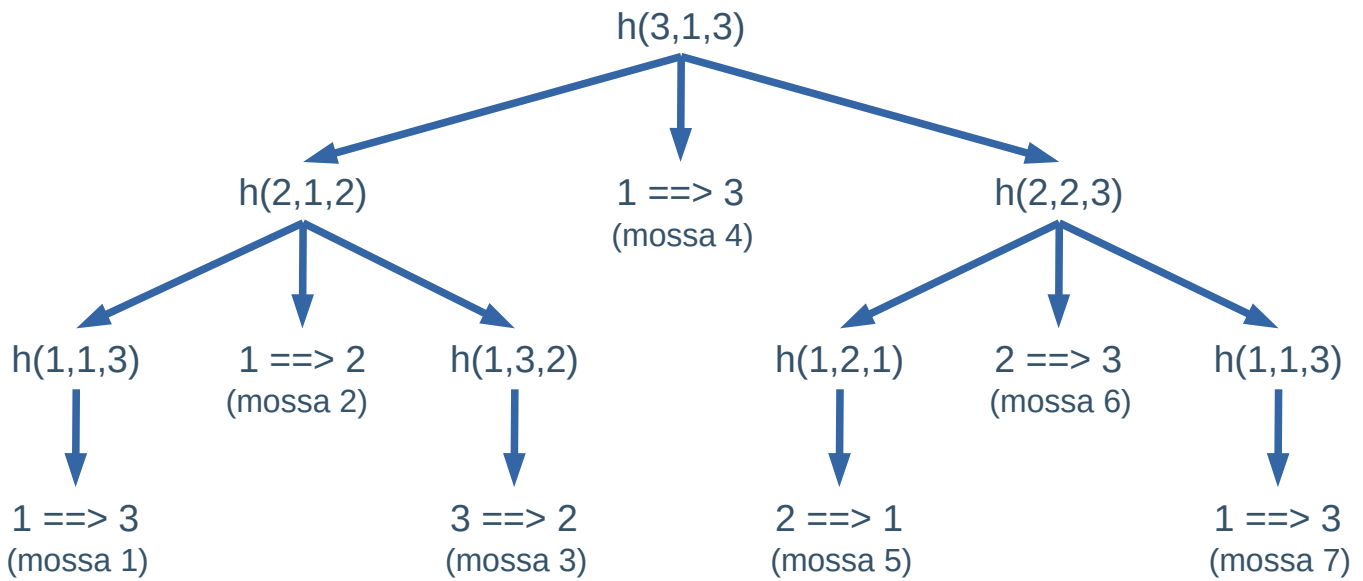 h(3,1,3)
h(2,1,2)
1 ==> 3
(mossa 4)
h(2,2,3)
h(1,1,3)
1 ==> 2
(mossa 2)
h(1,3,2)
h(1,2,1)
2 ==> 3
(mossa 6)
h(1,1,3)
1 ==> 3
(mossa 1)
3 ==> 2
(mossa 3)
2 ==> 1
(mossa 5)
1 ==> 3
(mossa 7)